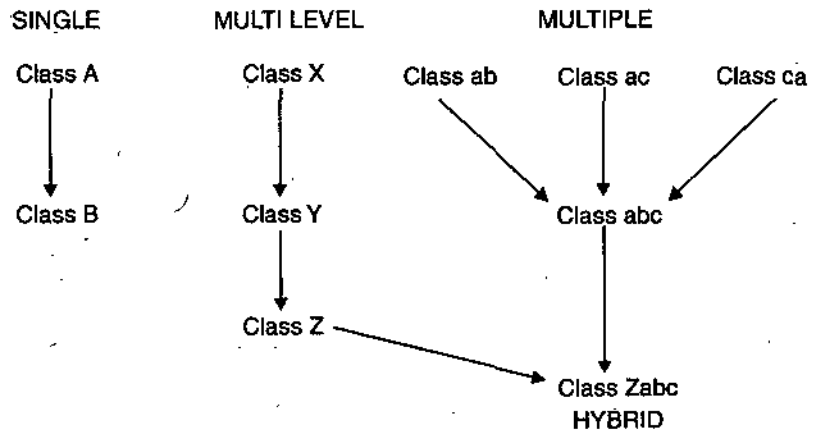 SINGLE MULTI LEVEL MULTIPLE
Class A Class X Class ab Class ac Class ca
Class B Class Y Class abc
Class Z
Class Zabc
HYBRID